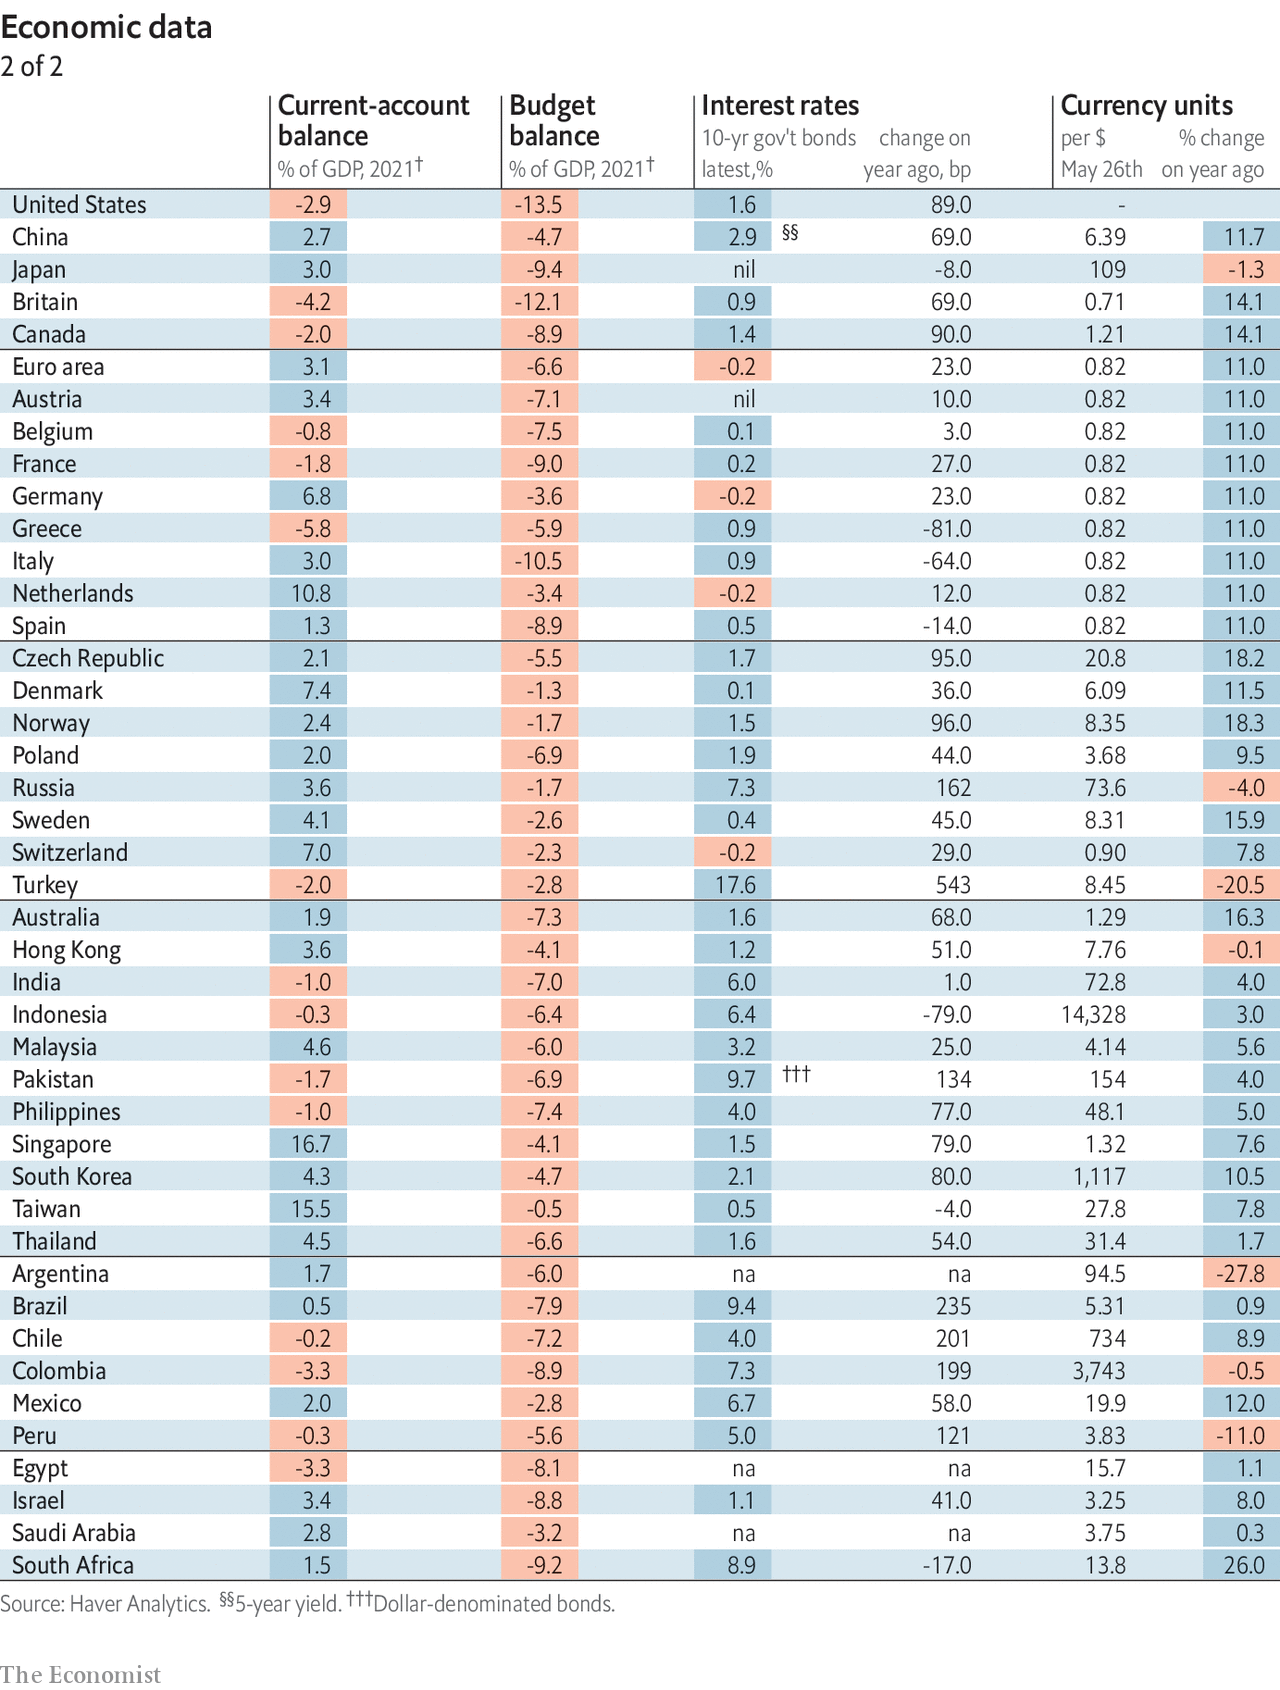 Economic data
2 of 2
Current-account balance Budget balance Interest rates Currency units
% of GDP, 2021† % of GDP, 2021† 10-yr gov't bonds latest,% change on year ago, bp per $ May 26th % change on year ago
United States -2.9 -13.5 1.6 89.0 -
China 2.7 -4.7 2.9 §§ 69.0 6.39 11.7
Japan 3.0 -9.4 nil -8.0 109 -1.3
Britain -4.2 -12.1 0.9 69.0 0.71 14.1
Canada -2.0 -8.9 1.4 90.0 1.21 14.1
Euro area 3.1 -6.6 -0.2 23.0 0.82 11.0
Austria 3.4 -7.1 nil 10.0 0.82 11.0
Belgium -0.8 -7.5 0.1 3.0 0.82 11.0
France -1.8 -9.0 0.2 27.0 0.82 11.0
Germany 6.8 -3.6 -0.2 23.0 0.82 11.0
Greece -5.8 -5.9 0.9 -81.0 0.82 11.0
Italy 3.0 -10.5 0.9 -64.0 0.82 11.0
Netherlands 10.8 -3.4 -0.2 12.0 0.82 11.0
Spain 1.3 -8.9 0.5 -14.0 0.82 11.0
Czech Republic 2.1 -5.5 1.7 95.0 20.8 18.2
Denmark 7.4 -1.3 0.1 36.0 6.09 11.5
Norway 2.4 -1.7 1.5 96.0 8.35 18.3
Poland 2.0 -6.9 1.9 44.0 3.68 9.5
Russia 3.6 -1.7 7.3 162 73.6 -4.0
Sweden 4.1 -2.6 0.4 45.0 8.31 15.9
Switzerland 7.0 -2.3 -0.2 29.0 0.90 7.8
Turkey -2.0 -2.8 17.6 543 8.45 -20.5
Australia 1.9 -7.3 1.6 68.0 1.29 16.3
Hong Kong 3.6 -4.1 1.2 51.0 7.76 -0.1
India -1.0 -7.0 6.0 1.0 72.8 4.0
Indonesia -0.3 -6.4 6.4 -79.0 14,328 3.0
Malaysia 4.6 -6.0 3.2 25.0 4.14 5.6
Pakistan -1.7 -6.9 9.7 ††† 134 154 4.0
Philippines -1.0 -7.4 4.0 77.0 48.1 5.0
Singapore 16.7 -4.1 1.5 79.0 1.32 7.6
South Korea 4.3 -4.7 2.1 80.0 1,117 10.5
Taiwan 15.5 -0.5 0.5 -4.0 27.8 7.8
Thailand 4.5 -6.6 1.6 54.0 31.4 1.7
Argentina 1.7 -6.0 na na 94.5 -27.8
Brazil 0.5 -7.9 9.4 235 5.31 0.9
Chile -0.2 -7.2 4.0 201 734 8.9
Colombia -3.3 -8.9 7.3 199 3,743 -0.5
Mexico 2.0 -2.8 6.7 58.0 19.9 12.0
Peru -0.3 -5.6 5.0 121 3.83 -11.0
Egypt -3.3 -8.1 na na 15.7 1.1
Israel 3.4 -8.8 1.1 41.0 3.25 8.0
Saudi Arabia 2.8 -3.2 na na 3.75 0.3
South Africa 1.5 -9.2 8.9 -17.0 13.8 26.0
Source: Haver Analytics. §§5-year yield. †††Dollar-denominated bonds.
The Economist